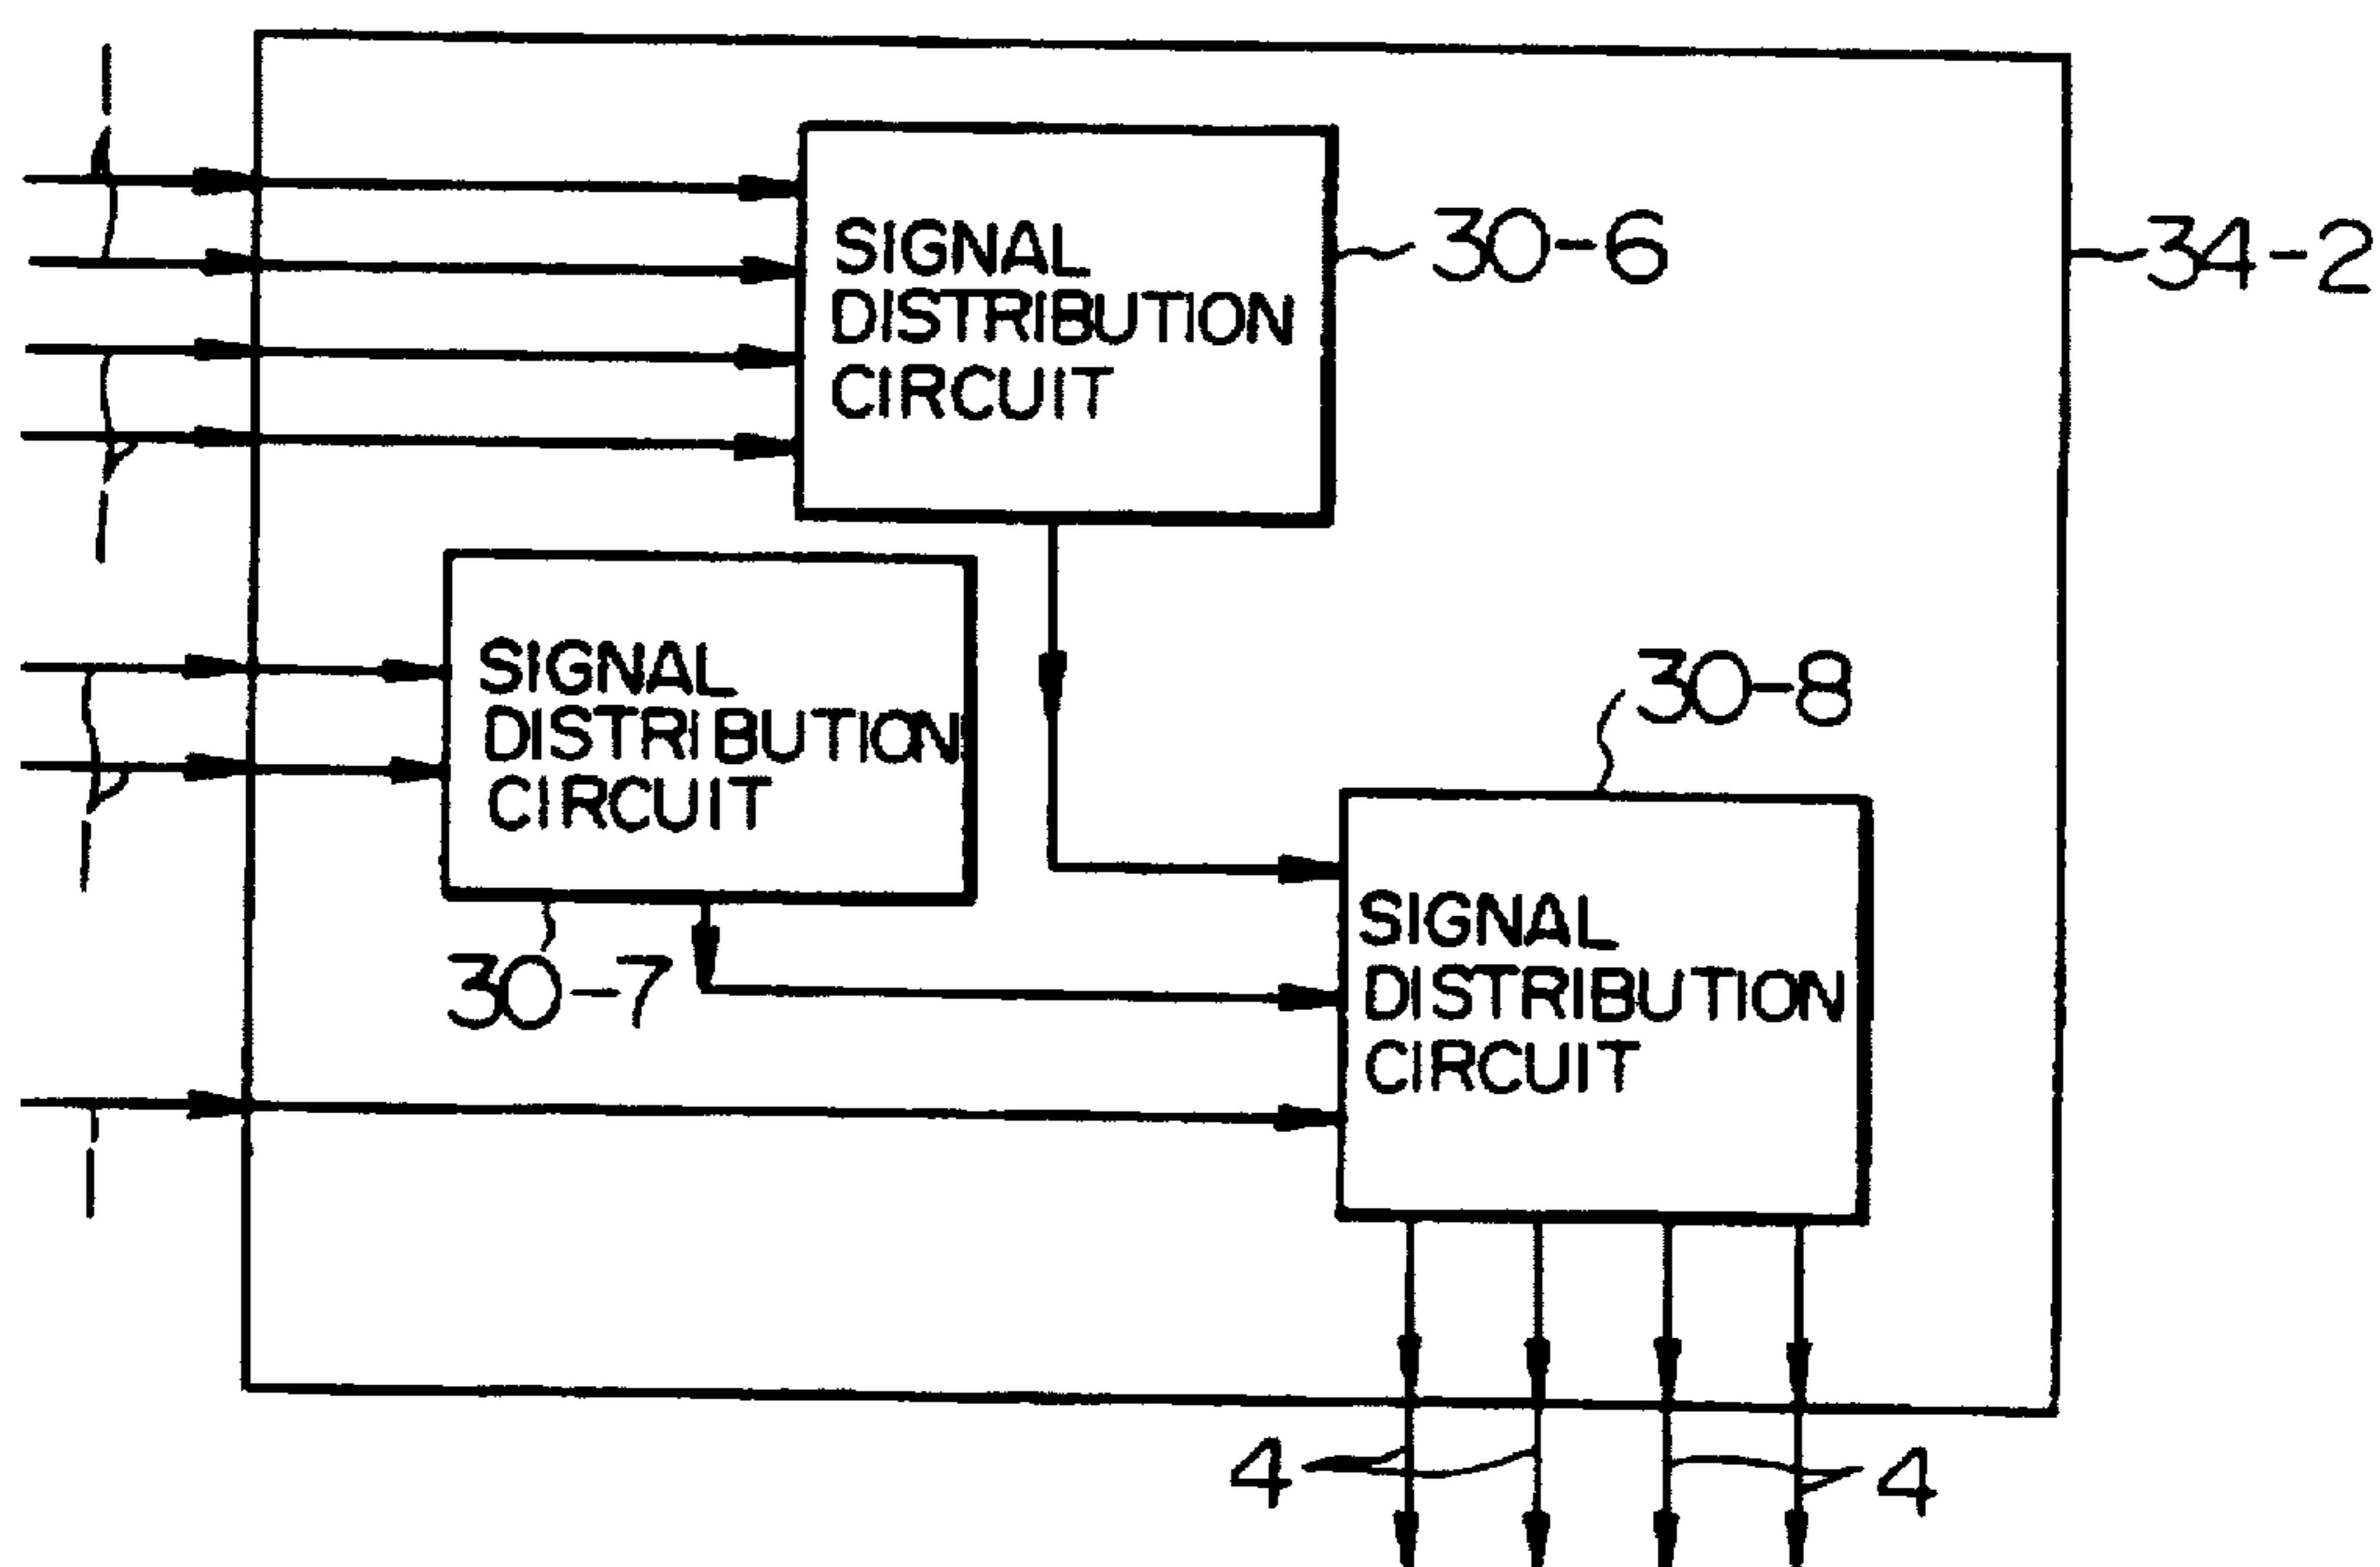 SIGNAL
DISTRIBUTION
CIRCUIT
30-6
34-2
SIGNAL
DISTRIBUTION
CIRCUIT
30-7
30-8
SIGNAL
DISTRIBUTION
CIRCUIT
4
4